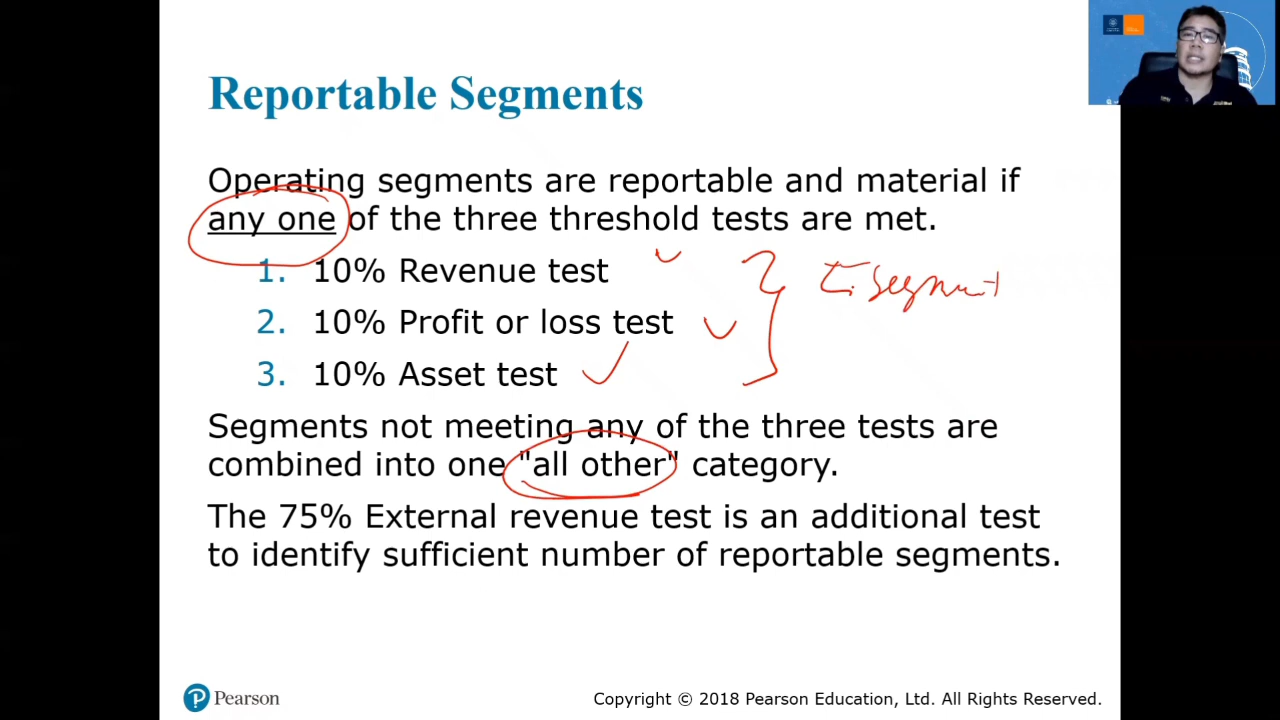 Reportable Segments
Operating segments are reportable and material if
any one of the three threshold tests are met.
1. 10% Revenue test
2. 10% Profit or loss test
3. 10% Asset test
segment
Segments not meeting any of the three tests are
combined into one "all other" category.
The 75% External revenue test is an additional test
to identify sufficient number of reportable segments.
Pearson
Copyright © 2018 Pearson Education, Ltd. All Rights Reserved.